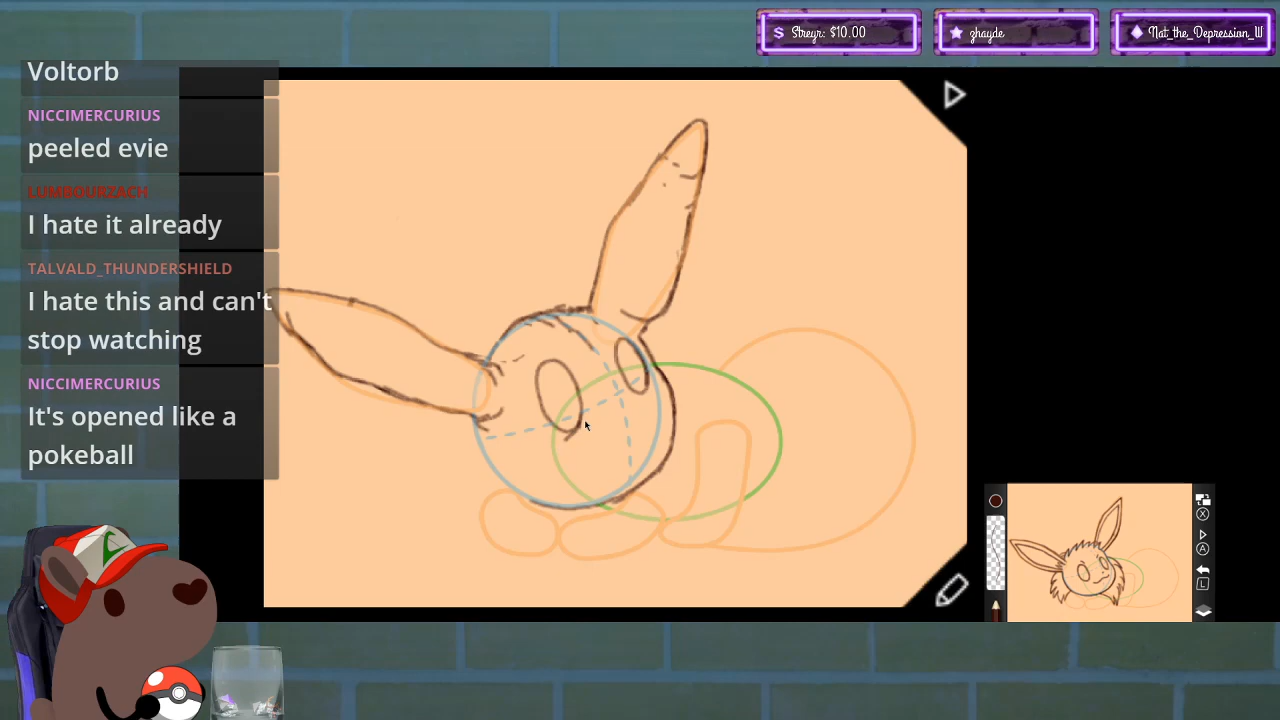 Streyr: $10.00
zhayde
Nat_the_Depression_W
Voltorb
NICCIMERCURIUS
peeled evie
LUMBOURZACH
I hate it already
TALVALD_THUNDERSHIELD
I hate this and can't
stop watching
NICCIMERCURIUS
It's opened like a
pokeball
X
A
L